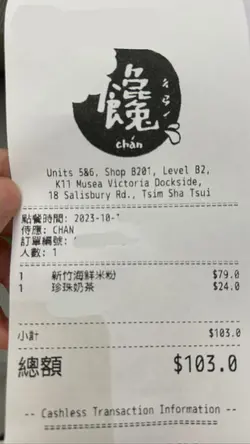 饞
ㄔㄢˊ
chán
Units 5&6, Shop B201, Level B2,
K11 Musea Victoria Dockside,
18 Salisbury Rd., Tsim Sha Tsui
點餐時間: 2023-10-
侍應: CHAN
訂單編號:
人數: 1
1 新竹海鮮米粉 $79.0
1 珍珠奶茶 $24.0
小計 $103.0
總額 $103.0
-- Cashless Transaction Information --